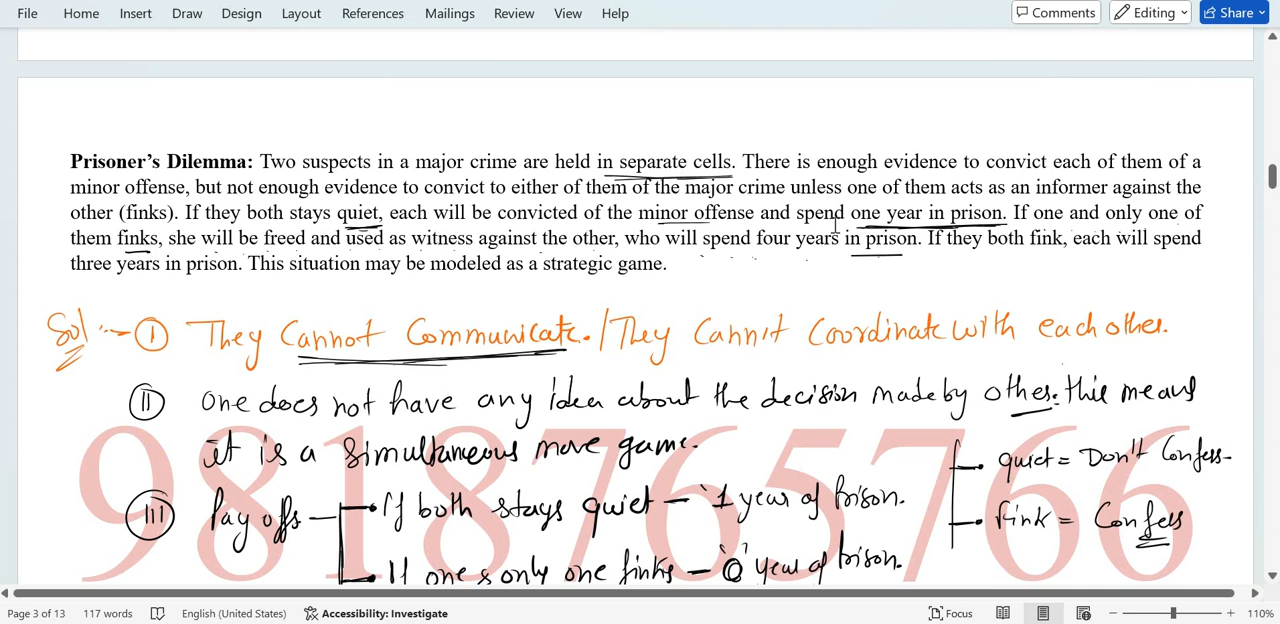 File Home Insert Draw Design Layout References Mailings Review View Help Comments Editing Share
Prisoner's Dilemma: Two suspects in a major crime are held in separate cells. There is enough evidence to convict each of them of a
minor offense, but not enough evidence to convict to either of them of the major crime unless one of them acts as an informer against the
other (finks). If they both stays quiet, each will be convicted of the minor offense and spend one year in prison. If one and only one of
them finks, she will be freed and used as witness against the other, who will spend four years in prison. If they both fink, each will spend
three years in prison. This situation may be modeled as a strategic game.
Sol :- I They Cannot Communicate. / They Cannot Coordinate with each other.
II One does not have any idea about the decision made by other. this means
it is a simultaneous move game.
quiet = Don't Confess
III Pay offs If both stays quiet - 1 year of prison.
fink = Confess
If one & only one finks - '0' year of prison.
9818765766
Page 3 of 13 117 words English (United States) Accessibility: Investigate Focus 110%